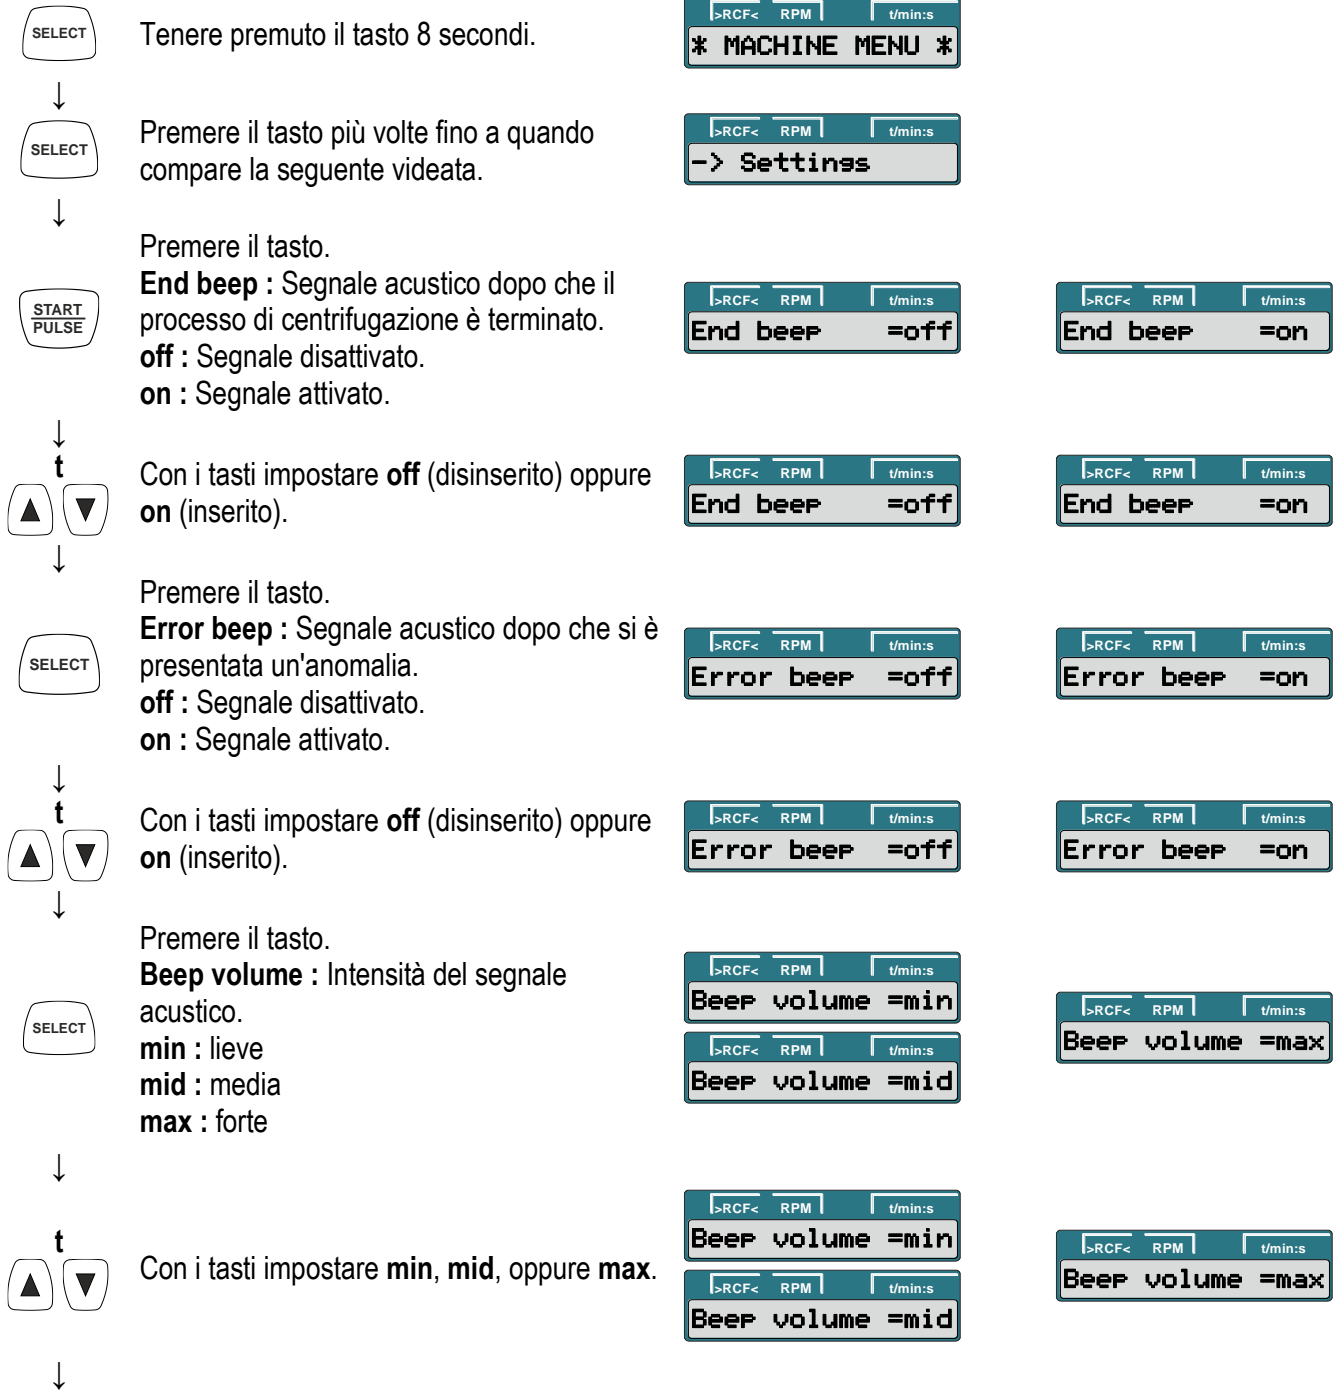 SELECT
Tenere premuto il tasto 8 secondi.
>RCF< RPM t/min:s
* MACHINE MENU *
↓
SELECT
Premere il tasto più volte fino a quando
compare la seguente videata.
>RCF< RPM t/min:s
-> Settings
↓
START
PULSE
Premere il tasto.
End beep : Segnale acustico dopo che il
processo di centrifugazione è terminato.
off : Segnale disattivato.
on : Segnale attivato.
>RCF< RPM t/min:s
End beep =off
>RCF< RPM t/min:s
End beep =on
↓
t
▲ ▼
Con i tasti impostare off (disinserito) oppure
on (inserito).
>RCF< RPM t/min:s
End beep =off
>RCF< RPM t/min:s
End beep =on
↓
SELECT
Premere il tasto.
Error beep : Segnale acustico dopo che si è
presentata un'anomalia.
off : Segnale disattivato.
on : Segnale attivato.
>RCF< RPM t/min:s
Error beep =off
>RCF< RPM t/min:s
Error beep =on
↓
t
▲ ▼
Con i tasti impostare off (disinserito) oppure
on (inserito).
>RCF< RPM t/min:s
Error beep =off
>RCF< RPM t/min:s
Error beep =on
↓
SELECT
Premere il tasto.
Beep volume : Intensità del segnale
acustico.
min : lieve
mid : media
max : forte
>RCF< RPM t/min:s
Beep volume =min
>RCF< RPM t/min:s
Beep volume =mid
>RCF< RPM t/min:s
Beep volume =max
↓
t
▲ ▼
Con i tasti impostare min, mid, oppure max.
>RCF< RPM t/min:s
Beep volume =min
>RCF< RPM t/min:s
Beep volume =mid
>RCF< RPM t/min:s
Beep volume =max
↓